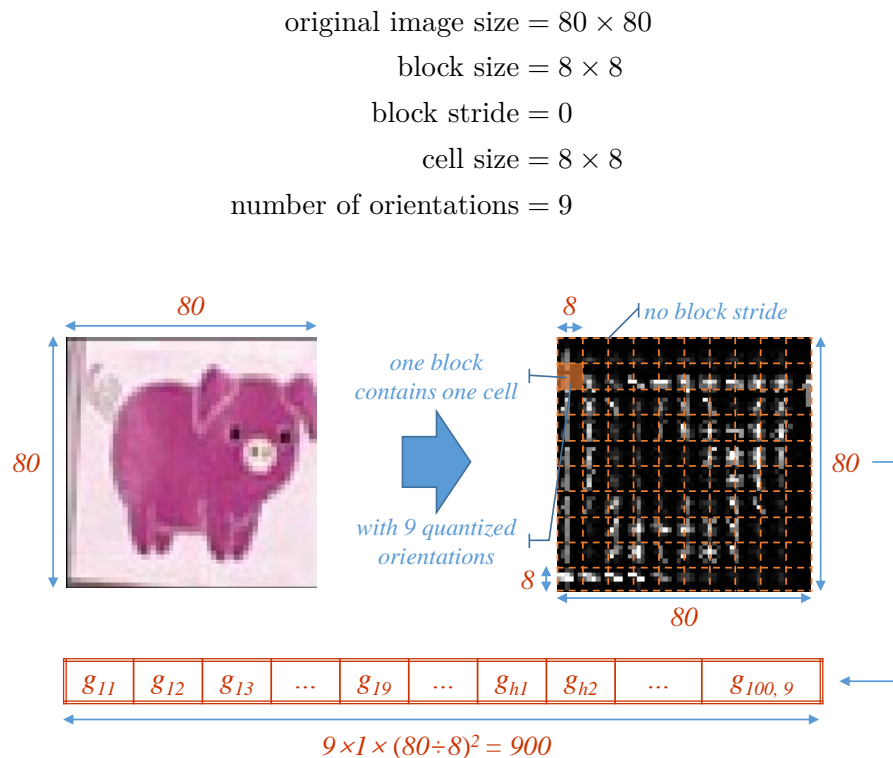 original image size = 80 × 80
block size = 8 × 8
block stride = 0
cell size = 8 × 8
number of orientations = 9
80
8
no block stride
one block
contains one cell
80
80
with 9 quantized
orientations
8
80
g11 g12 g13 ... g19 ... gh1 gh2 ... g100, 9
9×1×(80÷8)² = 900